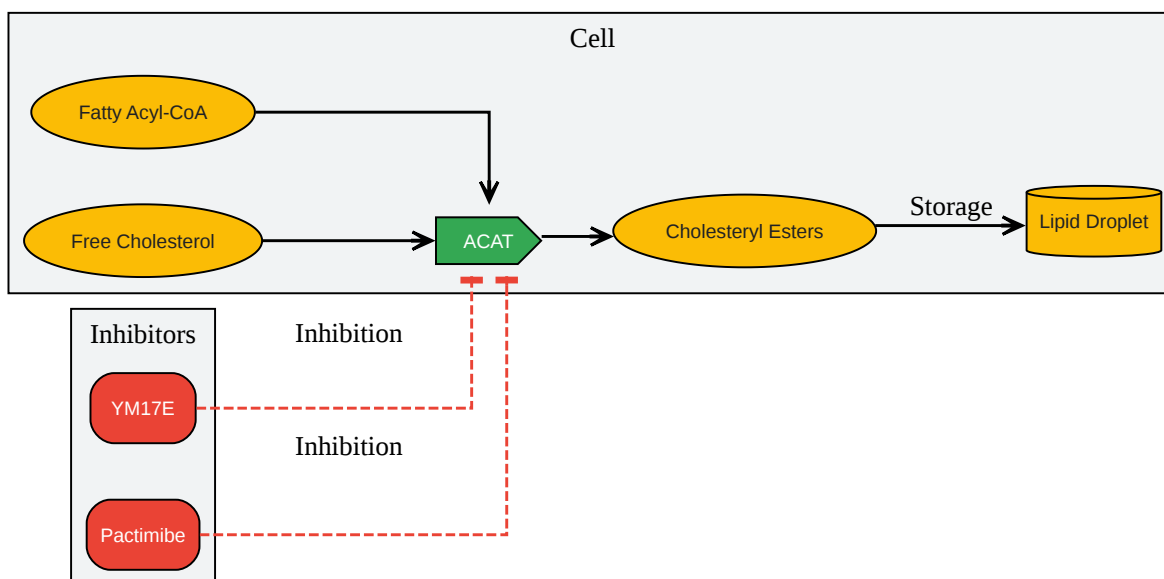 Cell
Fatty Acyl-CoA
Free Cholesterol
ACAT
Cholesteryl Esters
Storage
Lipid Droplet
Inhibitors
Inhibition
YM17E
Inhibition
Pactimibe